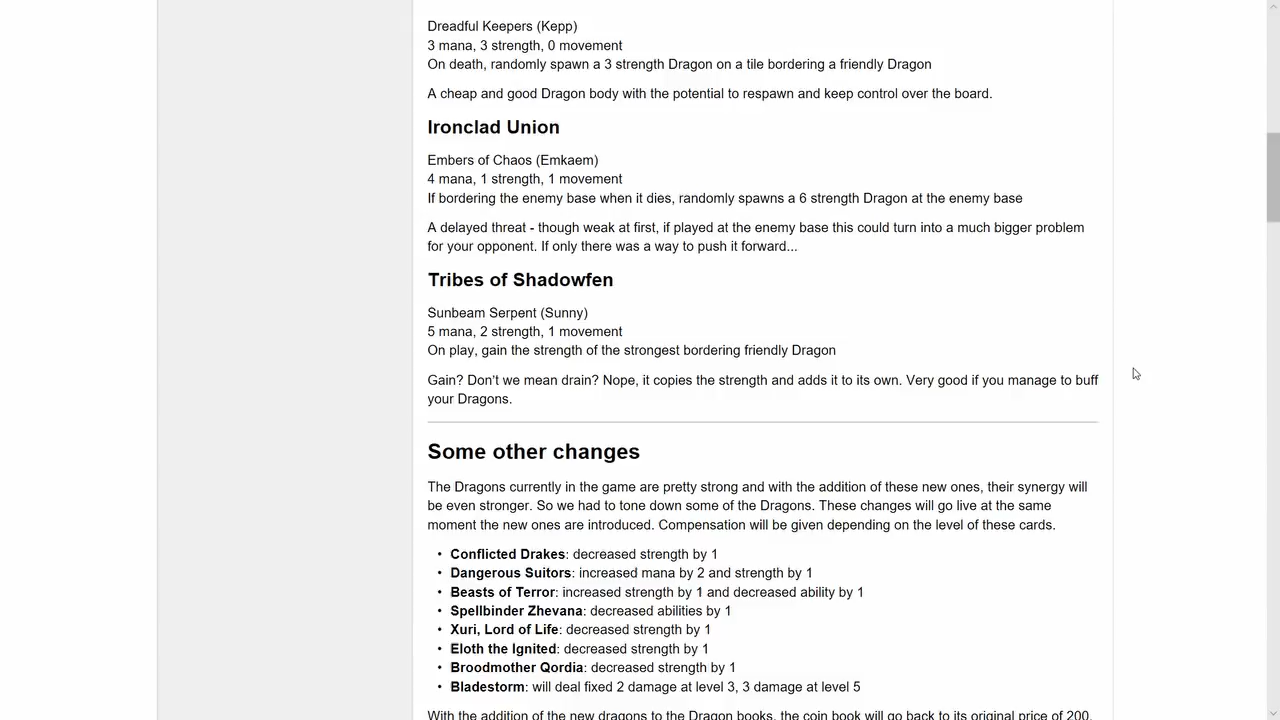 Dreadful Keepers (Kepp)
3 mana, 3 strength, 0 movement
On death, randomly spawn a 3 strength Dragon on a tile bordering a friendly Dragon
A cheap and good Dragon body with the potential to respawn and keep control over the board.
Ironclad Union
Embers of Chaos (Emkaem)
4 mana, 1 strength, 1 movement
If bordering the enemy base when it dies, randomly spawns a 6 strength Dragon at the enemy base
A delayed threat - though weak at first, if played at the enemy base this could turn into a much bigger problem
for your opponent. If only there was a way to push it forward...
Tribes of Shadowfen
Sunbeam Serpent (Sunny)
5 mana, 2 strength, 1 movement
On play, gain the strength of the strongest bordering friendly Dragon
Gain? Don't we mean drain? Nope, it copies the strength and adds it to its own. Very good if you manage to buff
your Dragons.
Some other changes
The Dragons currently in the game are pretty strong and with the addition of these new ones, their synergy will
be even stronger. So we had to tone down some of the Dragons. These changes will go live at the same
moment the new ones are introduced. Compensation will be given depending on the level of these cards.
• Conflicted Drakes: decreased strength by 1
• Dangerous Suitors: increased mana by 2 and strength by 1
• Beasts of Terror: increased strength by 1 and decreased ability by 1
• Spellbinder Zhevana: decreased abilities by 1
• Xuri, Lord of Life: decreased strength by 1
• Eloth the Ignited: decreased strength by 1
• Broodmother Qordia: decreased strength by 1
• Bladestorm: will deal fixed 2 damage at level 3, 3 damage at level 5
With the addition of the new dragons to the Dragon books, the coin book will go back to its original price of 200,